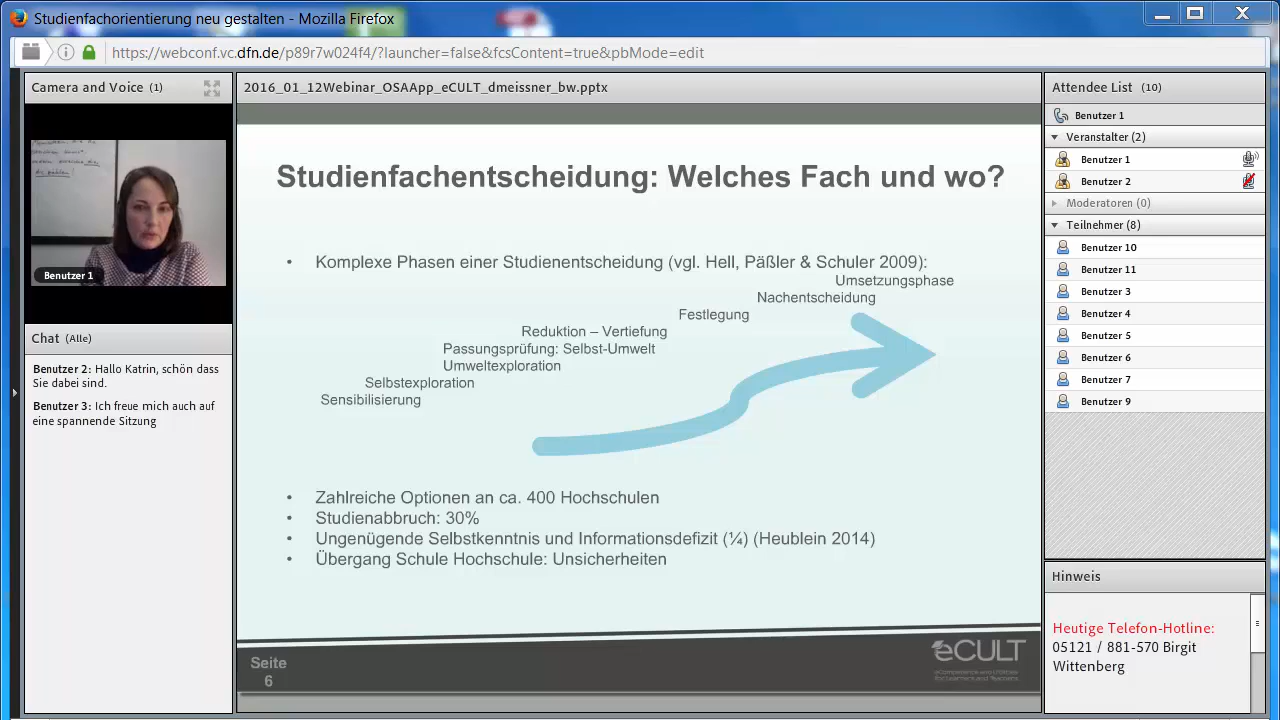 Studienfachorientierung neu gestalten - Mozilla Firefox
https://webconf.vc.dfn.de/p89r7w024f4/?launcher=false&fcsContent=true&pbMode=edit
Camera and Voice (1)
Benutzer 1
Chat (Alle)
Benutzer 2: Hallo Katrin, schön dass
Sie dabei sind.
Benutzer 3: Ich freue mich auch auf
eine spannende Sitzung
2016_01_12Webinar_OSAApp_eCULT_dmeissner_bw.pptx
Studienfachentscheidung: Welches Fach und wo?
• Komplexe Phasen einer Studienentscheidung (vgl. Hell, Päßler & Schuler 2009):
Umsetzungsphase
Nachentscheidung
Festlegung
Reduktion – Vertiefung
Passungsprüfung: Selbst-Umwelt
Umweltexploration
Selbstexploration
Sensibilisierung
• Zahlreiche Optionen an ca. 400 Hochschulen
• Studienabbruch: 30%
• Ungenügende Selbstkenntnis und Informationsdefizit (¼) (Heublein 2014)
• Übergang Schule Hochschule: Unsicherheiten
Seite
6
eCULT
Attendee List (10)
Benutzer 1
Veranstalter (2)
Benutzer 1
Benutzer 2
Moderatoren (0)
Teilnehmer (8)
Benutzer 10
Benutzer 11
Benutzer 3
Benutzer 4
Benutzer 5
Benutzer 6
Benutzer 7
Benutzer 9
Hinweis
Heutige Telefon-Hotline:
05121 / 881-570 Birgit
Wittenberg